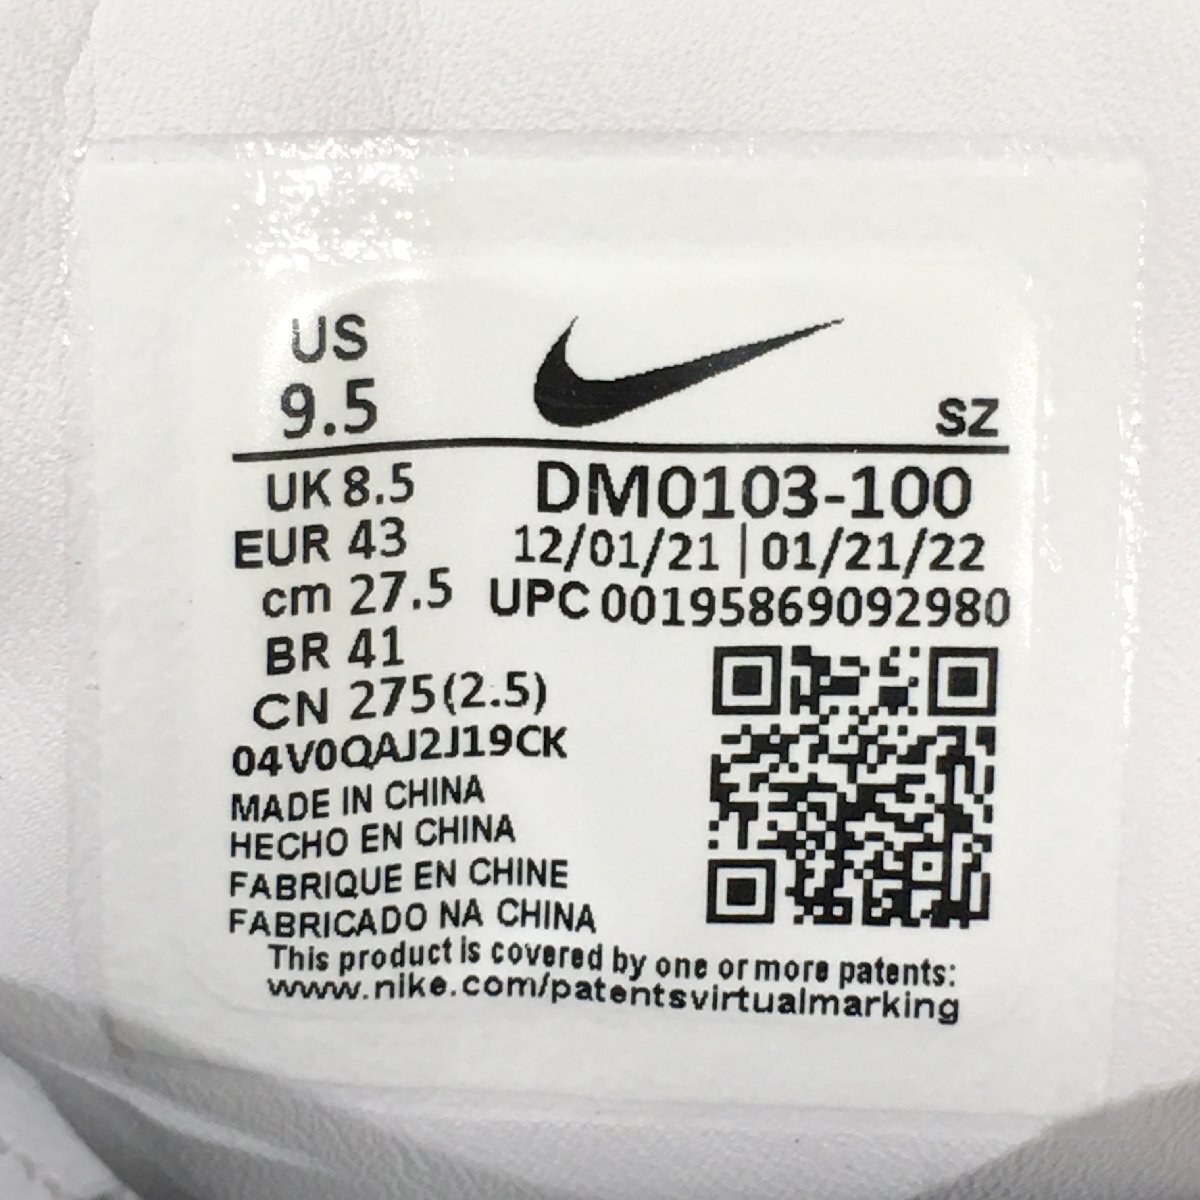 US
9.5
SZ
UK 8.5
DM0103-100
EUR 43
12/01/21 | 01/21/22
cm 27.5
UPC 00195869092980
BR 41
CN 275(2.5)
04V0QAJ2J19CK
MADE IN CHINA
HECHO EN CHINA
FABRIQUE EN CHINE
FABRICADO NA CHINA
This product is covered by one or more patents:
www.nike.com/patentsvirtualmarking